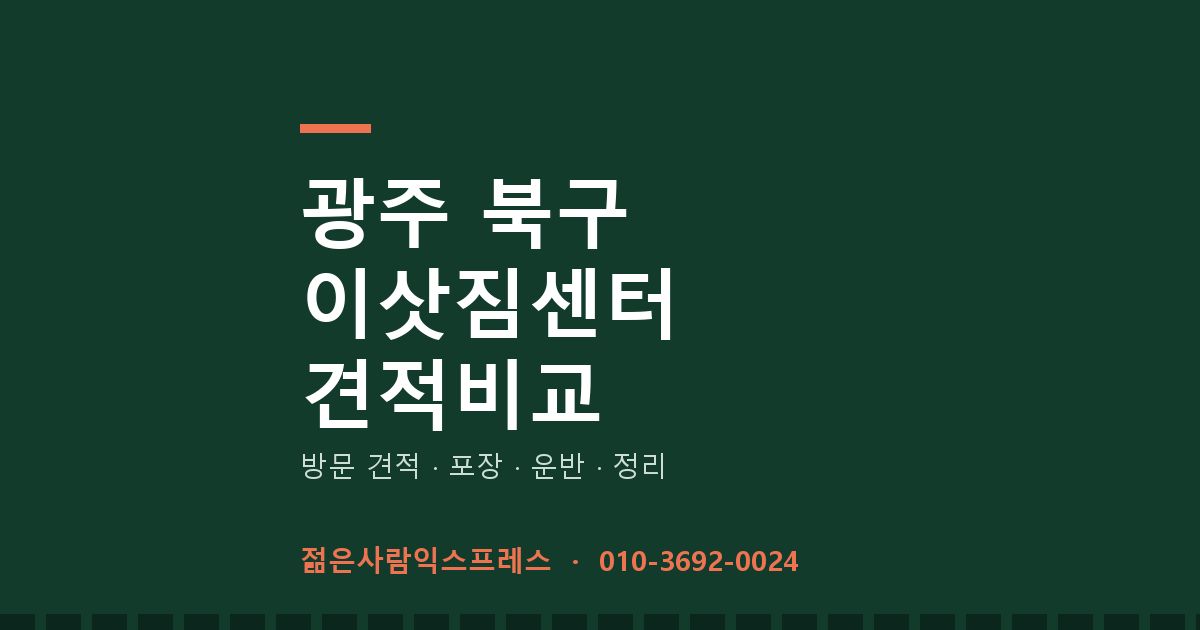 광주 북구
이삿짐센터
견적비교
방문 견적 · 포장 · 운반 · 정리
젊은사람익스프레스 · 010-3692-0024